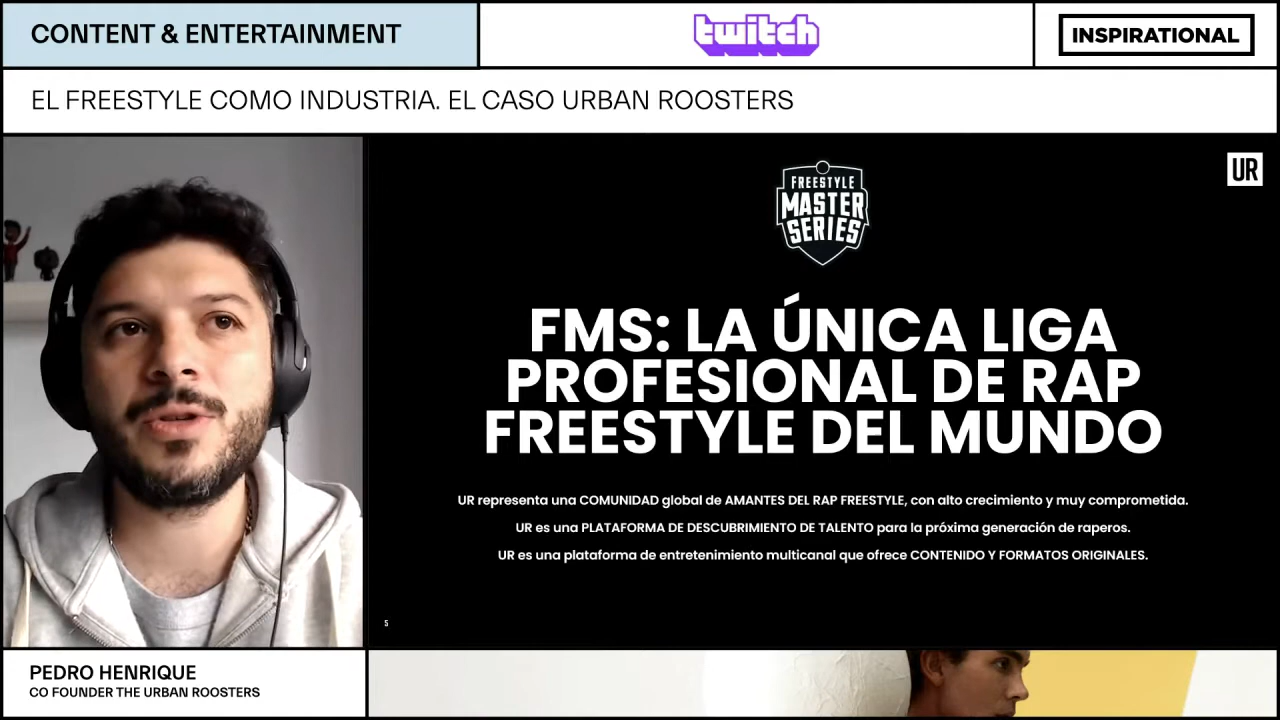 CONTENT & ENTERTAINMENT
twitch
INSPIRATIONAL
EL FREESTYLE COMO INDUSTRIA. EL CASO URBAN ROOSTERS
UR
FREESTYLE
MASTER
SERIES
FMS: LA ÚNICA LIGA
PROFESIONAL DE RAP
FREESTYLE DEL MUNDO
UR representa una COMUNIDAD global de AMANTES DEL RAP FREESTYLE, con alto crecimiento y muy comprometida.
UR es una PLATAFORMA DE DESCUBRIMIENTO DE TALENTO para la próxima generación de raperos.
UR es una plataforma de entretenimiento multicanal que ofrece CONTENIDO Y FORMATOS ORIGINALES.
5
PEDRO HENRIQUE
CO FOUNDER THE URBAN ROOSTERS